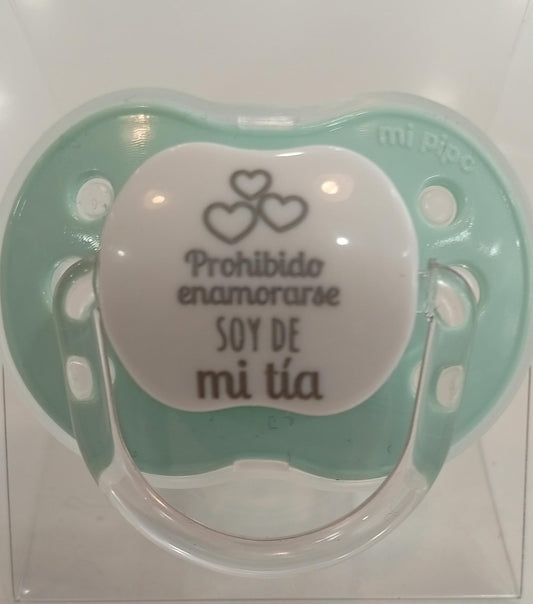 mi pipo
Prohibido
enamorarse
SOY DE
mi tía